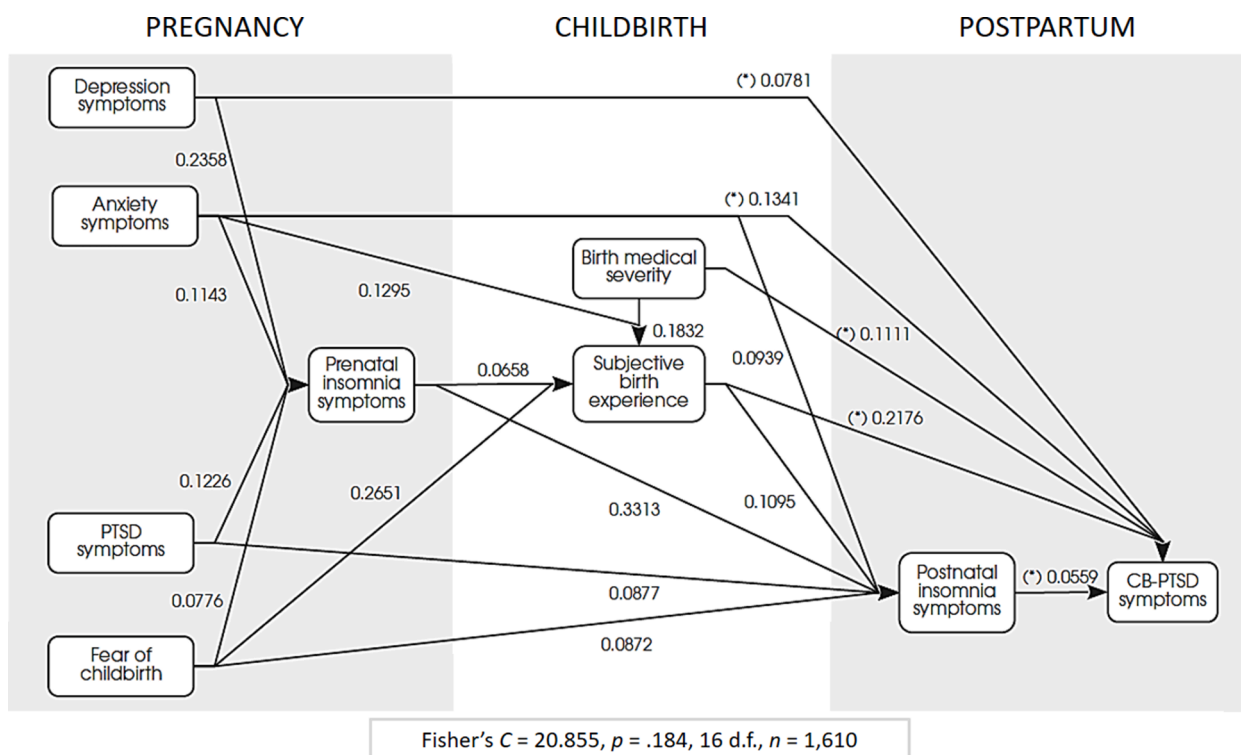 PREGNANCY
CHILDBIRTH
POSTPARTUM
Depression
symptoms
(*) 0.0781
0.2358
Anxiety
symptoms
(*) 0.1341
Birth medical
severity
0.1143
0.1295
0.1832
(*) 0.1111
0.0939
Prenatal
insomnia
symptoms
0.0658
Subjective
birth
experience
(*) 0.2176
0.1226
0.2651
0.3313
0.1095
PTSD
symptoms
0.0877
Postnatal
insomnia
symptoms
(*) 0.0559
CB-PTSD
symptoms
0.0776
0.0872
Fear of
childbirth
Fisher's C = 20.855, p = .184, 16 d.f., n = 1,610